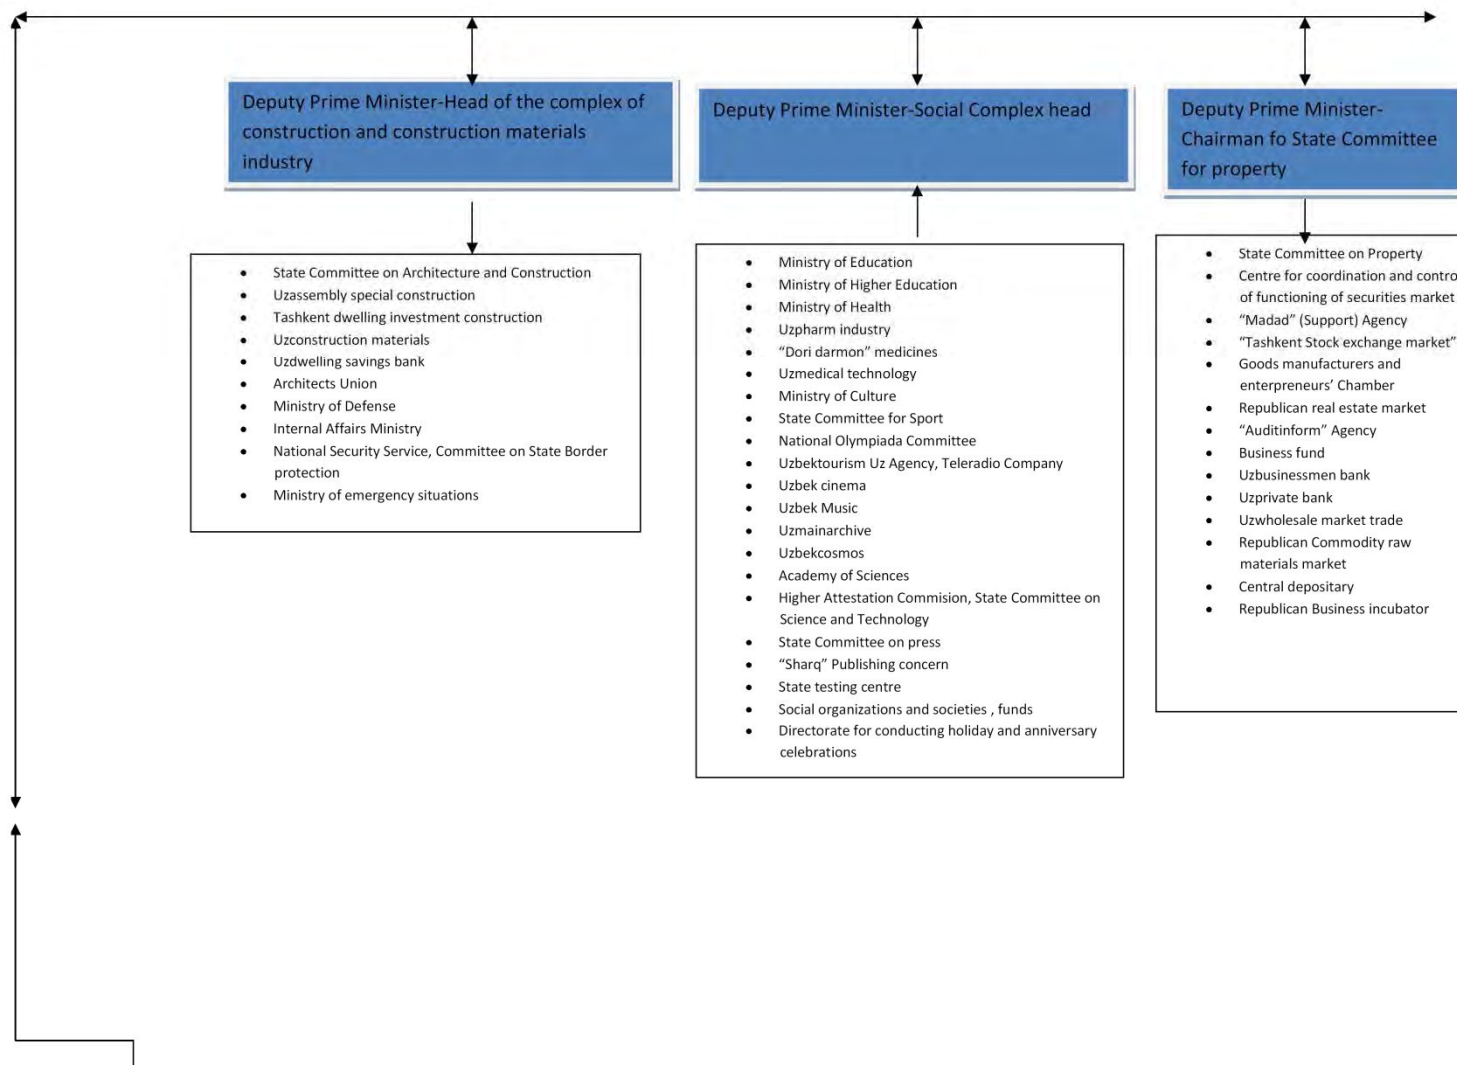 Deputy Prime Minister-Head of the complex of
construction and construction materials
industry
Deputy Prime Minister-Social Complex head
Deputy Prime Minister-
Chairman fo State Committee
for property
• State Committee on Architecture and Construction
• Uzassembly special construction
• Tashkent dwelling investment construction
• Uzconstruction materials
• Uzdwelling savings bank
• Architects Union
• Ministry of Defense
• Internal Affairs Ministry
• National Security Service, Committee on State Border
protection
• Ministry of emergency situations
• Ministry of Education
• Ministry of Higher Education
• Ministry of Health
• Uzpharm industry
• “Dori darmon” medicines
• Uzmedical technology
• Ministry of Culture
• State Committee for Sport
• National Olympiada Committee
• Uzbektourism Uz Agency, Teleradio Company
• Uzbek cinema
• Uzbek Music
• Uzmainarchive
• Uzbekcosmos
• Academy of Sciences
• Higher Attestation Commision, State Committee on
Science and Technology
• State Committee on press
• “Sharq” Publishing concern
• State testing centre
• Social organizations and societies , funds
• Directorate for conducting holiday and anniversary
celebrations
• State Committee on Property
• Centre for coordination and contro
of functioning of securities market
• “Madad” (Support) Agency
• “Tashkent Stock exchange market”
• Goods manufacturers and
enterpreneurs’ Chamber
• Republican real estate market
• “Auditinform” Agency
• Business fund
• Uzbusinessmen bank
• Uzprivate bank
• Uzwholesale market trade
• Republican Commodity raw
materials market
• Central depositary
• Republican Business incubator